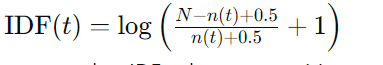 IDF(t) = log ( N−n(t)+0.5 / n(t)+0.5 + 1 )